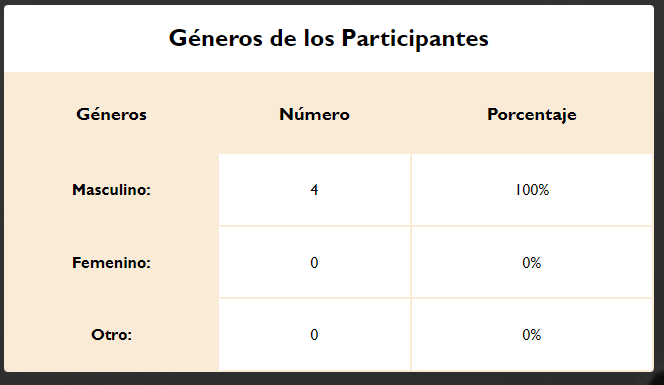 Géneros de los Participantes
Géneros Número Porcentaje
Masculino: 4 100%
Femenino: 0 0%
Otro: 0 0%